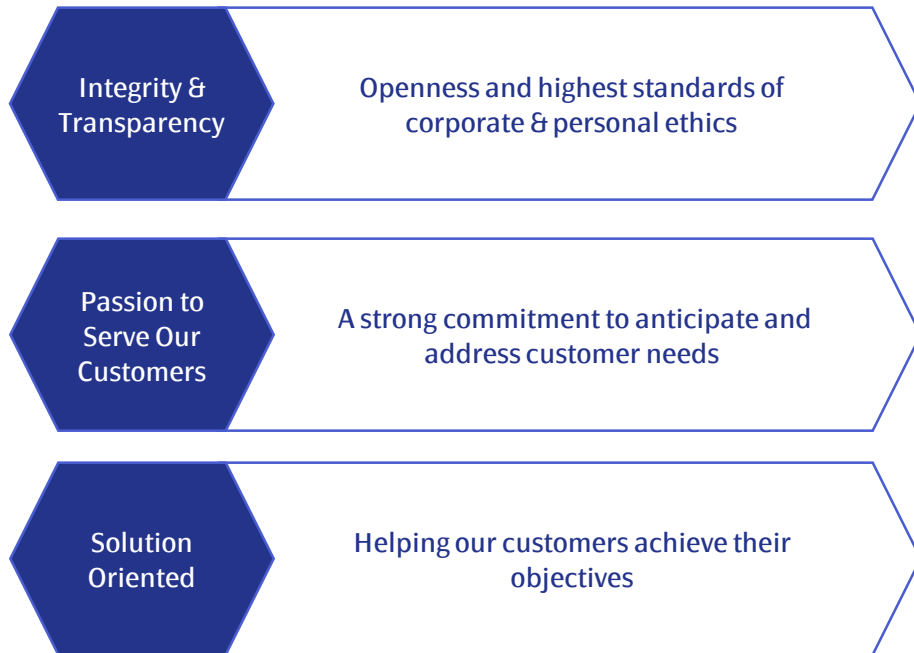 Integrity &
Transparency
Openness and highest standards of
corporate & personal ethics
Passion to
Serve Our
Customers
A strong commitment to anticipate and
address customer needs
Solution
Oriented
Helping our customers achieve their
objectives